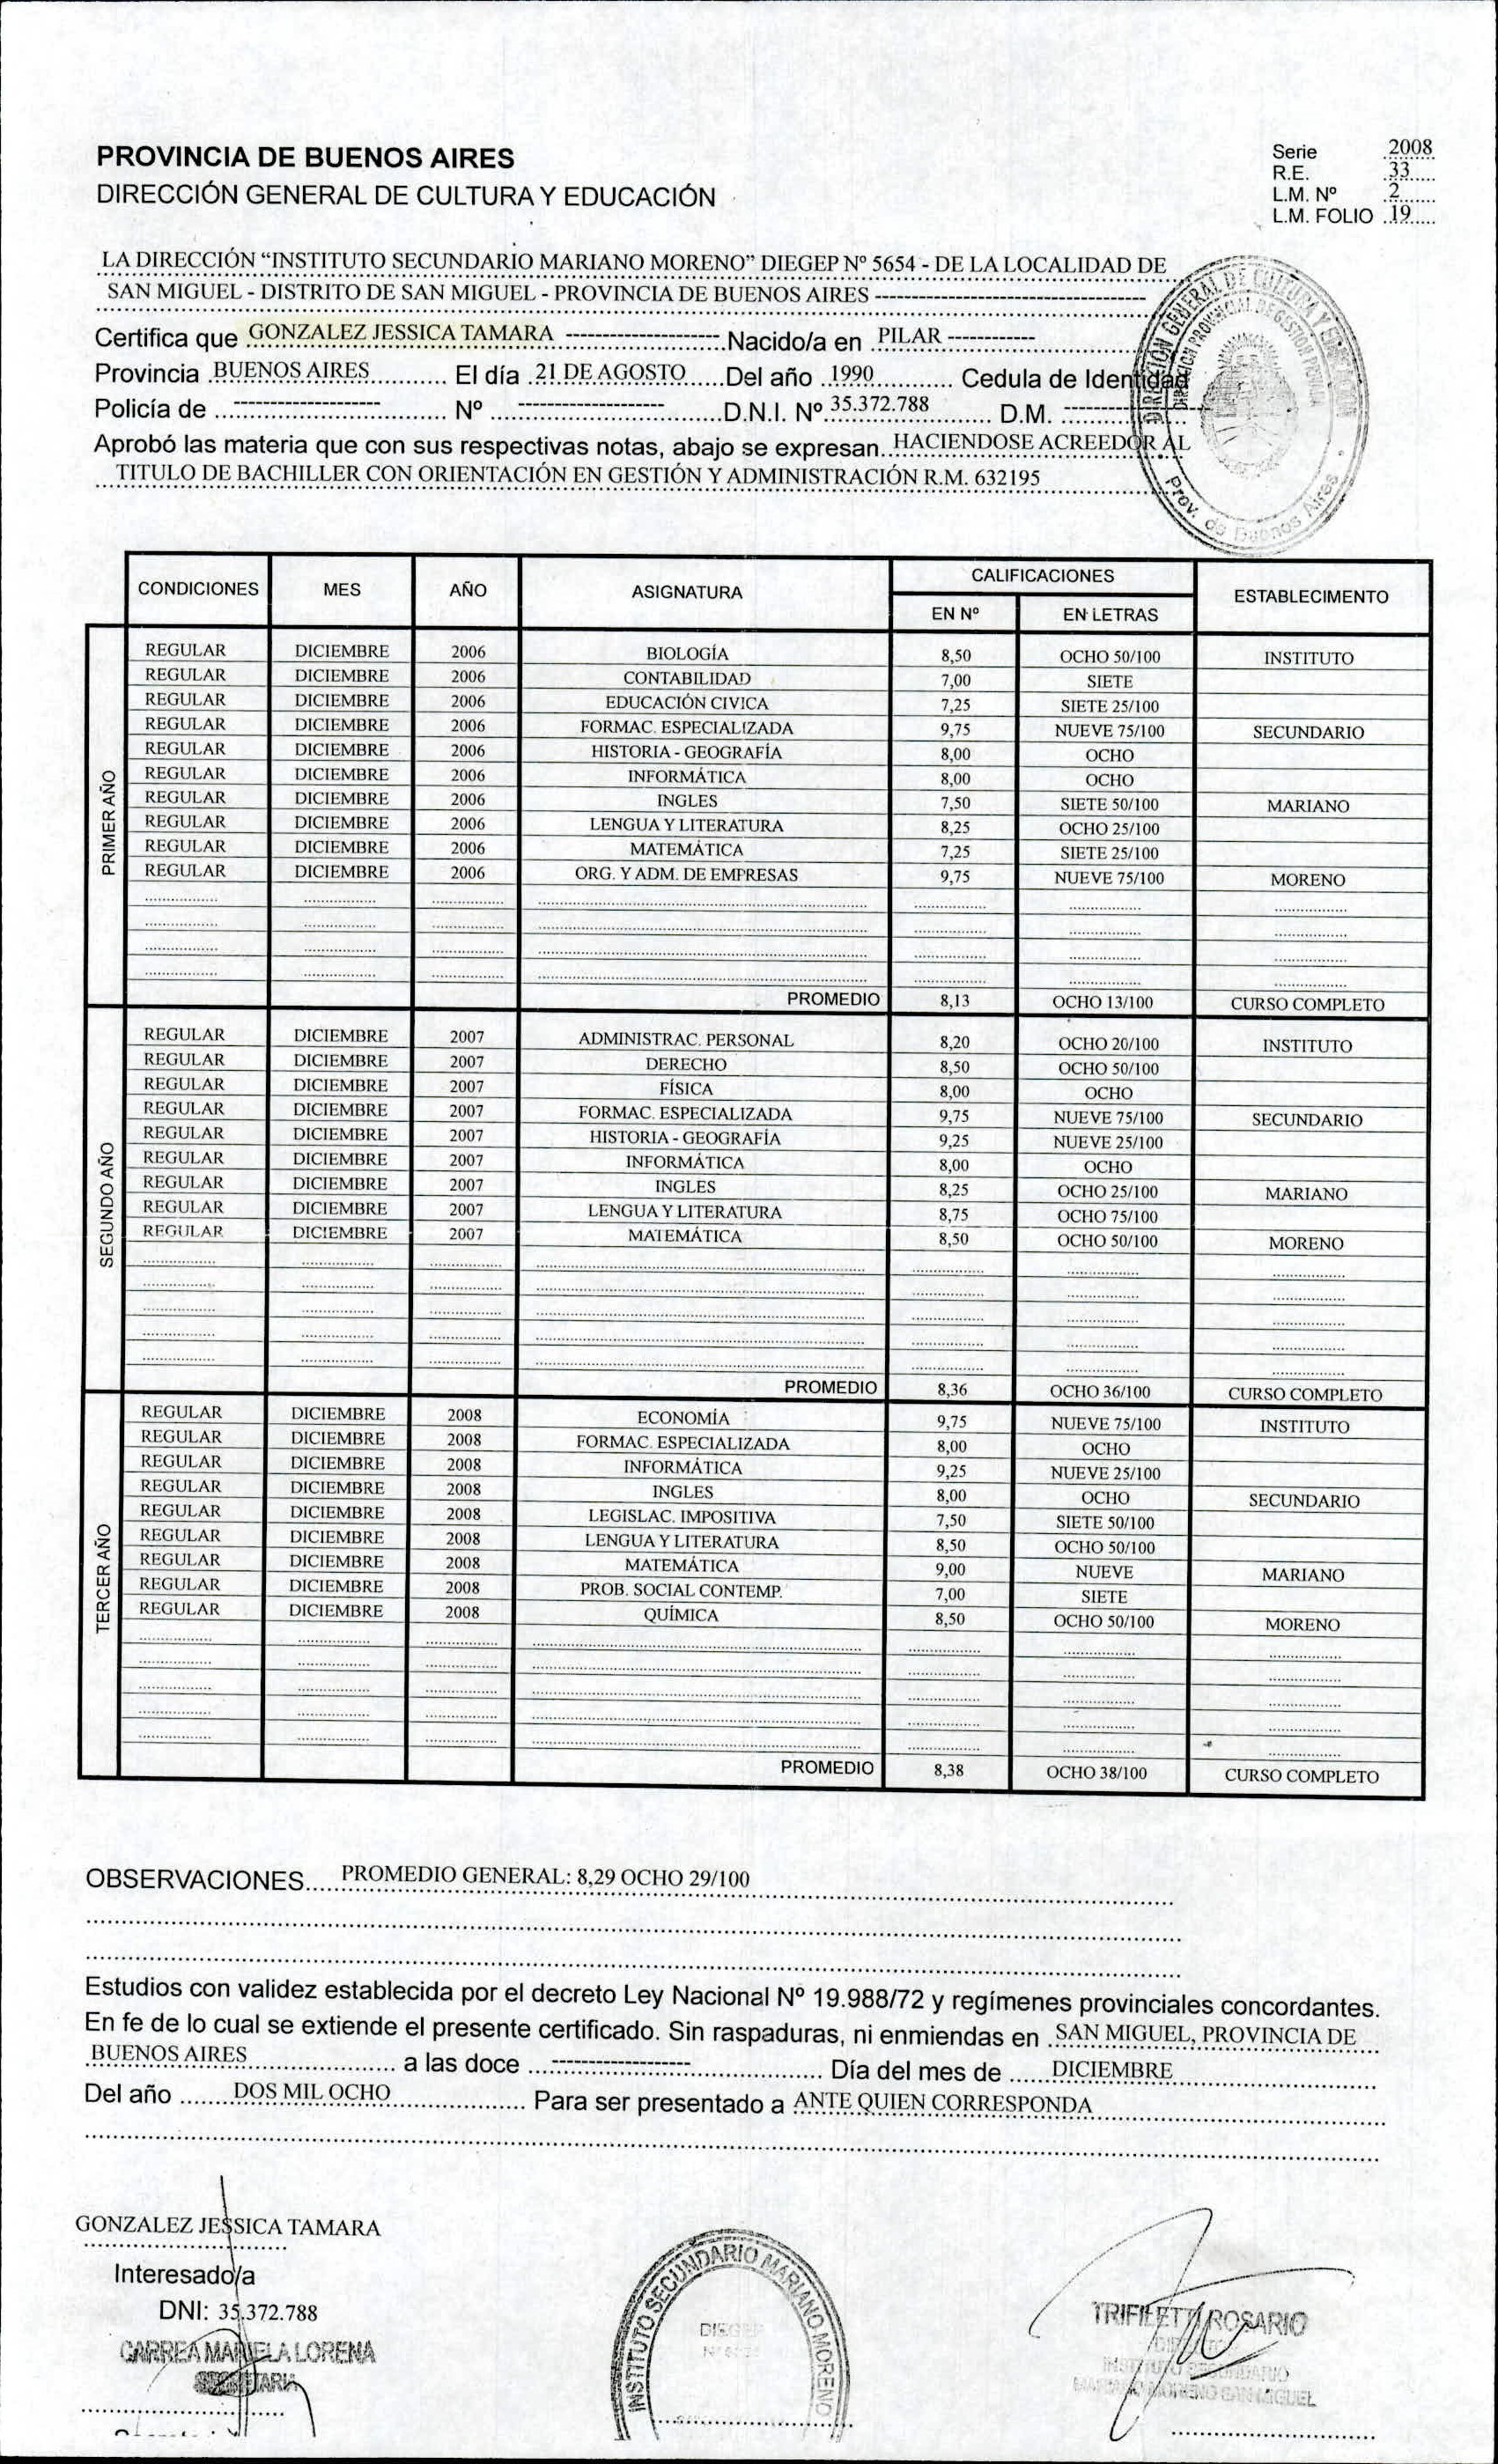 PROVINCIA DE BUENOS AIRES
DIRECCIÓN GENERAL DE CULTURA Y EDUCACIÓN
Serie 2008
R.E. 33
L.M. Nº 2
L.M. FOLIO 19
LA DIRECCIÓN “INSTITUTO SECUNDARIO MARIANO MORENO” DIEGEP Nº 5654 - DE LA LOCALIDAD DE
SAN MIGUEL - DISTRITO DE SAN MIGUEL - PROVINCIA DE BUENOS AIRES
Certifica que GONZALEZ JESSICA TAMARA Nacido/a en PILAR
Provincia BUENOS AIRES El día 21 DE AGOSTO Del año 1990 Cedula de Identidad
Policía de Nº D.N.I. Nº 35.372.788 D.M.
Aprobó las materia que con sus respectivas notas, abajo se expresan. HACIENDOSE ACREEDOR AL
TITULO DE BACHILLER CON ORIENTACIÓN EN GESTIÓN Y ADMINISTRACIÓN R.M. 632195
DIRECCIÓN GENERAL DE CULTURA Y EDUCACIÓN
Prov. de Buenos Aires
CONDICIONES MES AÑO ASIGNATURA CALIFICACIONES ESTABLECIMENTO
EN Nº EN LETRAS
PRIMER AÑO
REGULAR DICIEMBRE 2006 BIOLOGÍA 8,50 OCHO 50/100 INSTITUTO
REGULAR DICIEMBRE 2006 CONTABILIDAD 7,00 SIETE
REGULAR DICIEMBRE 2006 EDUCACIÓN CIVICA 7,25 SIETE 25/100
REGULAR DICIEMBRE 2006 FORMAC. ESPECIALIZADA 9,75 NUEVE 75/100 SECUNDARIO
REGULAR DICIEMBRE 2006 HISTORIA - GEOGRAFÍA 8,00 OCHO
REGULAR DICIEMBRE 2006 INFORMÁTICA 8,00 OCHO
REGULAR DICIEMBRE 2006 INGLES 7,50 SIETE 50/100 MARIANO
REGULAR DICIEMBRE 2006 LENGUA Y LITERATURA 8,25 OCHO 25/100
REGULAR DICIEMBRE 2006 MATEMÁTICA 7,25 SIETE 25/100
REGULAR DICIEMBRE 2006 ORG. Y ADM. DE EMPRESAS 9,75 NUEVE 75/100 MORENO
PROMEDIO 8,13 OCHO 13/100 CURSO COMPLETO
SEGUNDO AÑO
REGULAR DICIEMBRE 2007 ADMINISTRAC. PERSONAL 8,20 OCHO 20/100 INSTITUTO
REGULAR DICIEMBRE 2007 DERECHO 8,50 OCHO 50/100
REGULAR DICIEMBRE 2007 FÍSICA 8,00 OCHO
REGULAR DICIEMBRE 2007 FORMAC. ESPECIALIZADA 9,75 NUEVE 75/100 SECUNDARIO
REGULAR DICIEMBRE 2007 HISTORIA - GEOGRAFÍA 9,25 NUEVE 25/100
REGULAR DICIEMBRE 2007 INFORMÁTICA 8,00 OCHO
REGULAR DICIEMBRE 2007 INGLES 8,25 OCHO 25/100 MARIANO
REGULAR DICIEMBRE 2007 LENGUA Y LITERATURA 8,75 OCHO 75/100
REGULAR DICIEMBRE 2007 MATEMÁTICA 8,50 OCHO 50/100 MORENO
PROMEDIO 8,36 OCHO 36/100 CURSO COMPLETO
TERCER AÑO
REGULAR DICIEMBRE 2008 ECONOMÍA 9,75 NUEVE 75/100 INSTITUTO
REGULAR DICIEMBRE 2008 FORMAC. ESPECIALIZADA 8,00 OCHO
REGULAR DICIEMBRE 2008 INFORMÁTICA 9,25 NUEVE 25/100
REGULAR DICIEMBRE 2008 INGLES 8,00 OCHO SECUNDARIO
REGULAR DICIEMBRE 2008 LEGISLAC. IMPOSITIVA 7,50 SIETE 50/100
REGULAR DICIEMBRE 2008 LENGUA Y LITERATURA 8,50 OCHO 50/100
REGULAR DICIEMBRE 2008 MATEMÁTICA 9,00 NUEVE MARIANO
REGULAR DICIEMBRE 2008 PROB. SOCIAL CONTEMP. 7,00 SIETE
REGULAR DICIEMBRE 2008 QUÍMICA 8,50 OCHO 50/100 MORENO
PROMEDIO 8,38 OCHO 38/100 CURSO COMPLETO
OBSERVACIONES PROMEDIO GENERAL: 8,29 OCHO 29/100
Estudios con validez establecida por el decreto Ley Nacional Nº 19.988/72 y regímenes provinciales concordantes.
En fe de lo cual se extiende el presente certificado. Sin raspaduras, ni enmiendas en SAN MIGUEL, PROVINCIA DE
BUENOS AIRES a las doce Día del mes de DICIEMBRE
Del año DOS MIL OCHO Para ser presentado a ANTE QUIEN CORRESPONDA
GONZALEZ JESSICA TAMARA
Interesado/a
DNI: 35.372.788
CARREA MARIELA LORENA
SECRETARIA
INSTITUTO SECUNDARIO MARIANO MORENO
DIEGEP
TRIFILETTI ROSARIO
INSTITUTO SECUNDARIO
MARIANO MORENO SAN MIGUEL